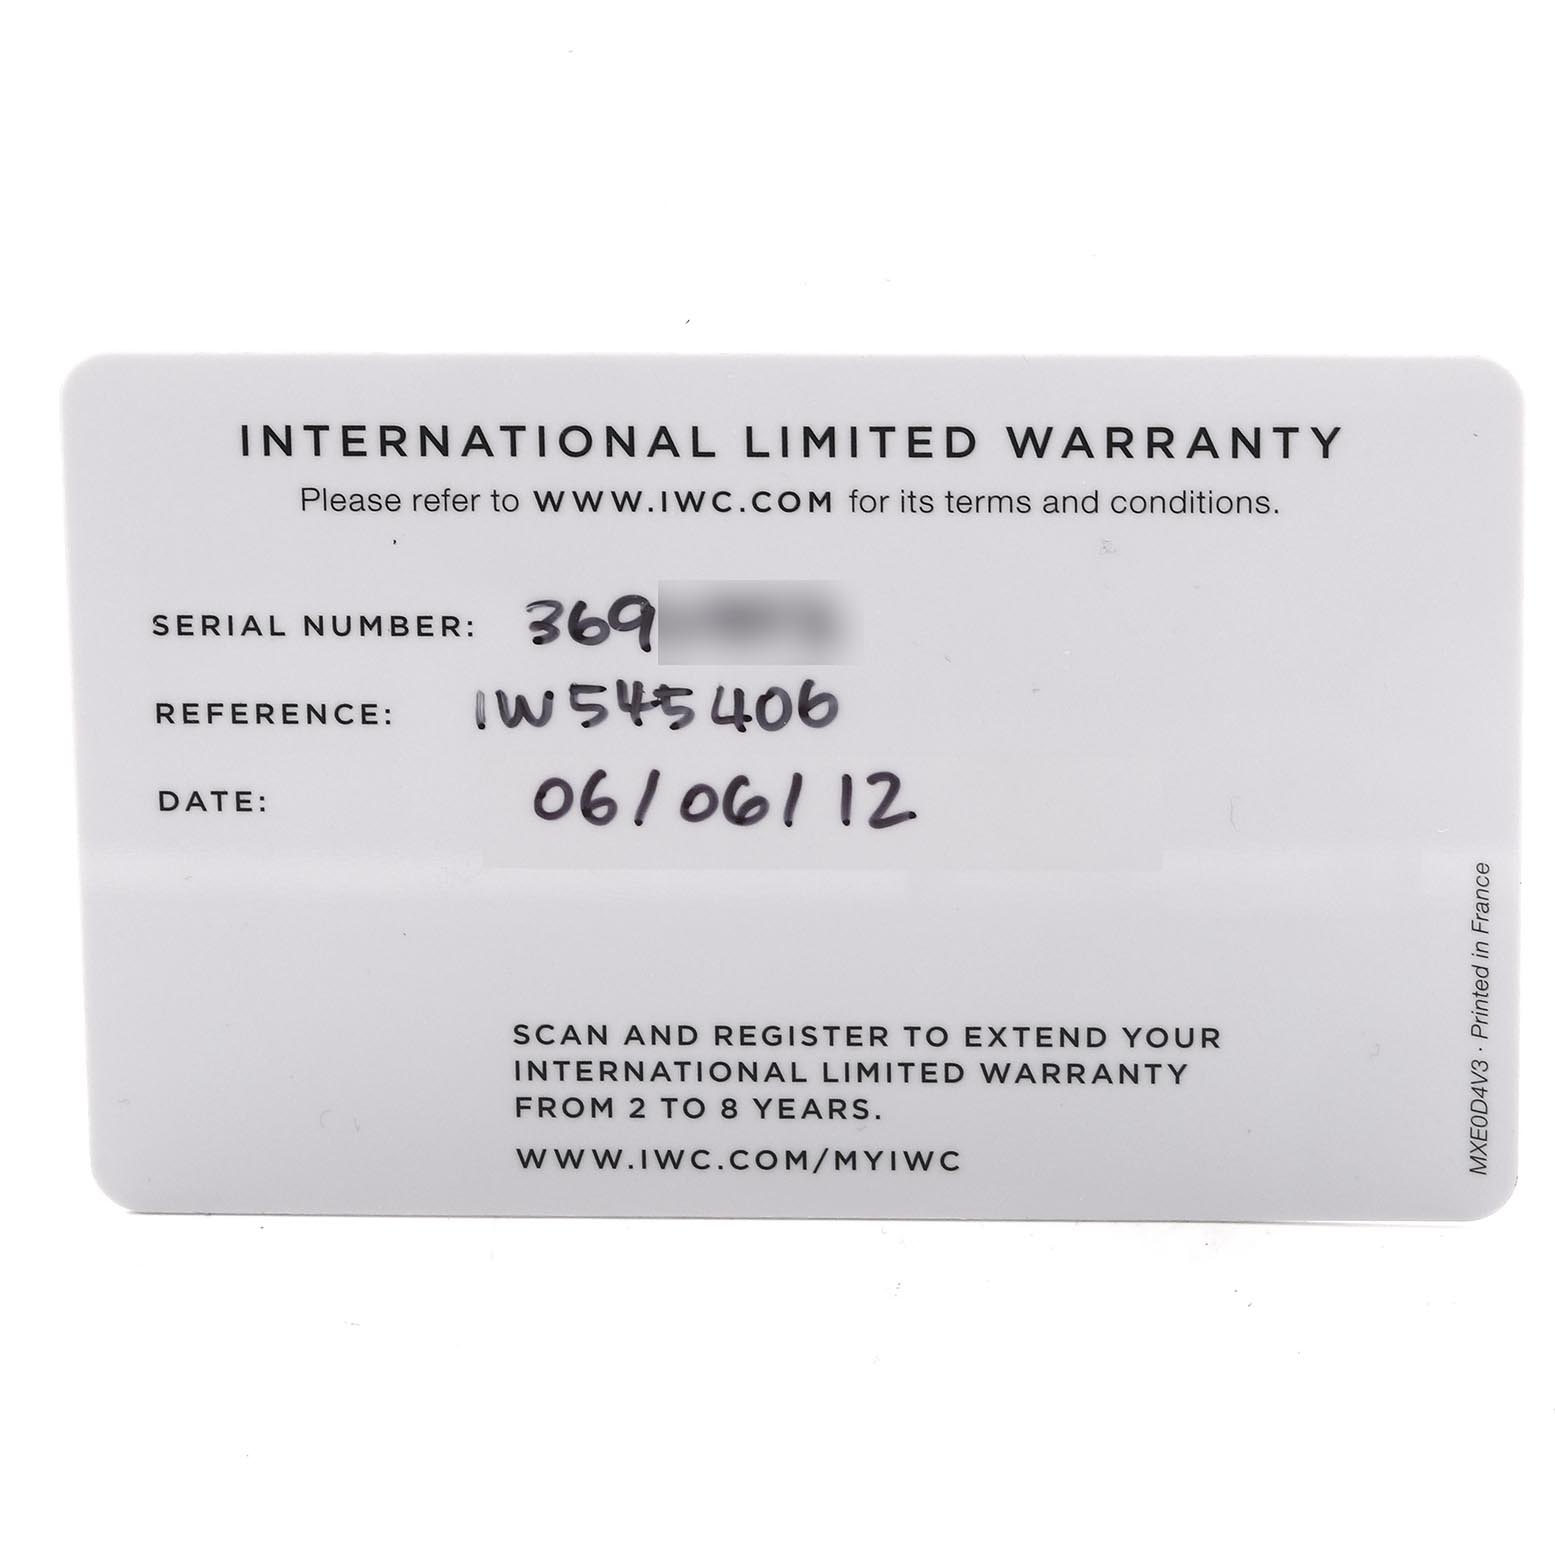 INTERNATIONAL LIMITED WARRANTY
Please refer to WWW.IWC.COM for its terms and conditions.
SERIAL NUMBER: 369
REFERENCE: IW545406
DATE: 06/06/12
SCAN AND REGISTER TO EXTEND YOUR
INTERNATIONAL LIMITED WARRANTY
FROM 2 TO 8 YEARS.
WWW.IWC.COM/MYIWC
MXE0D4V3 · Printed in France